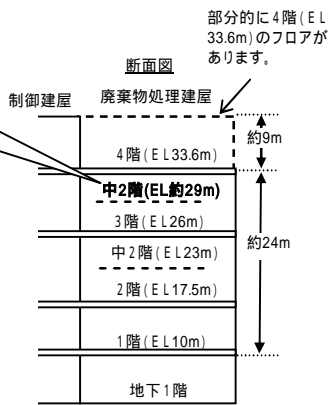 部分的に4階(EL
33.6m)のフロアが
あります。
断面図
制御建屋
廃棄物処理建屋
約9m
4階(EL33.6m)
中2階(EL約29m)
3階(EL26m)
約24m
中2階(EL23m)
2階(EL17.5m)
1階(EL10m)
地下1階